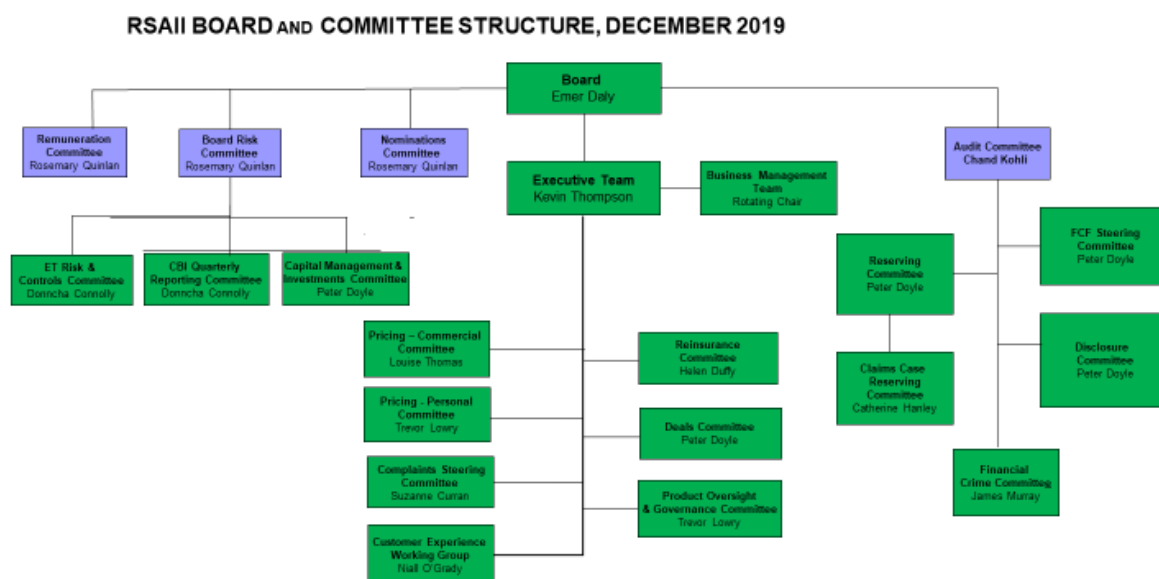 RSAII BOARD AND COMMITTEE STRUCTURE, DECEMBER 2019
Board
Emer Daly
Remuneration
Committee
Rosemary Quinlan
Board Risk
Committee
Rosemary Quinlan
Nominations
Committee
Rosemary Quinlan
Audit Committee
Chand Kohli
Executive Team
Kevin Thompson
Business Management
Team
Rotating Chair
ET Risk &
Controls Committee
Donncha Connolly
CBI Quarterly
Reporting Committee
Donncha Connolly
Capital Management &
Investments Committee
Peter Doyle
Reserving
Committee
Peter Doyle
FCF Steering
Committee
Peter Doyle
Pricing – Commercial
Committee
Louise Thomas
Reinsurance
Committee
Helen Duffy
Claims Case
Reserving
Committee
Catherine Hanley
Disclosure
Committee
Peter Doyle
Pricing - Personal
Committee
Trevor Lowry
Deals Committee
Peter Doyle
Complaints Steering
Committee
Suzanne Curran
Product Oversight
& Governance Committee
Trevor Lowry
Financial
Crime Committee
James Murray
Customer Experience
Working Group
Niall O'Grady